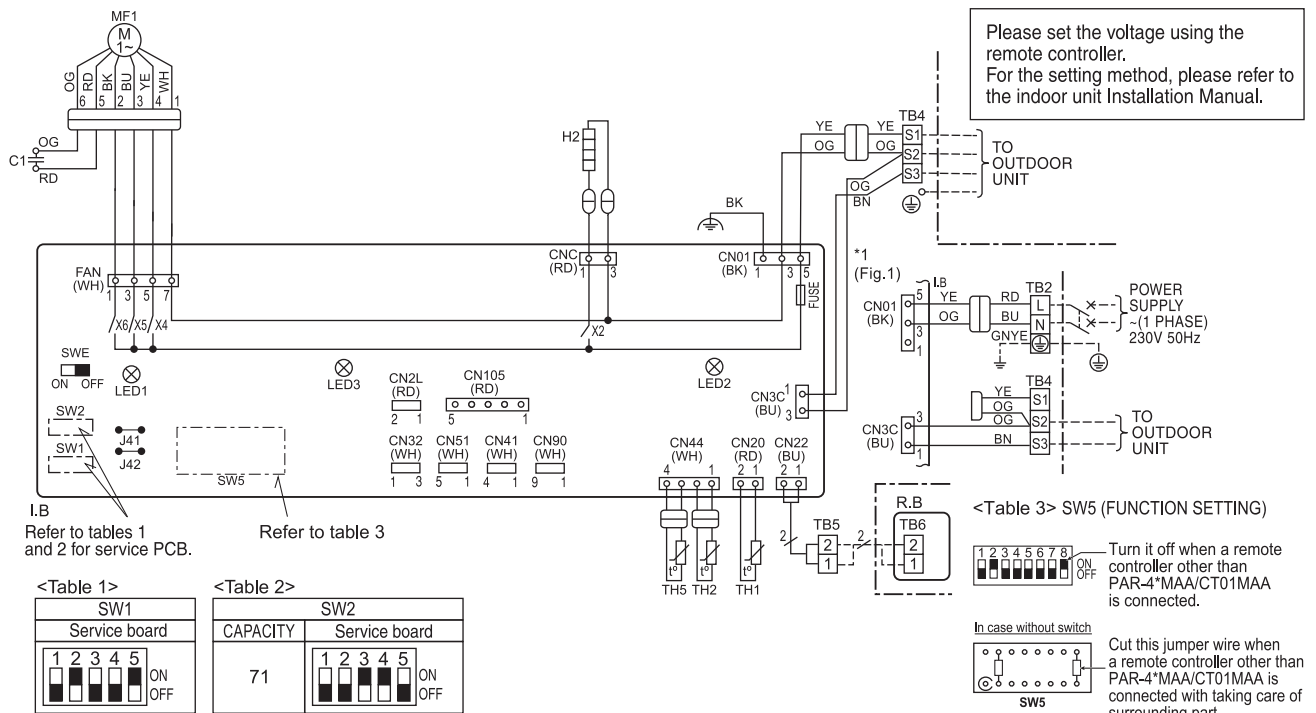 MF1
M
1~
OG
RD
BK
BU
YE
WH
6 5 2 3 4 1
OG
C1
RD
H2
Please set the voltage using the
remote controller.
For the setting method, please refer to
the indoor unit Installation Manual.
TB4
YE YE S1
OG OG S2
S3
OG
BN
TO
OUTDOOR
UNIT
BK
FAN
(WH)
1 3 5 7
X6 X5 X4
CNC
(RD)
1 3
X2
CN01
(BK)
1 3 5
FUSE
*1
(Fig.1)
I.B
CN01
(BK)
5
3
1
YE RD
OG BU
GNYE
TB2
L
N
POWER
SUPPLY
~(1 PHASE)
230V 50Hz
SWE
ON OFF
LED1
LED3
LED2
CN2L
(RD)
2 1
CN105
(RD)
5 1
CN3C
(BU)
1
3
TB4
YE
OG
OG
BN
S1
S2
S3
CN3C
(BU)
3
1
TO
OUTDOOR
UNIT
SW2
SW1
J41
J42
SW5
CN32
(WH)
1 3
CN51
(WH)
5 1
CN41
(WH)
4 1
CN90
(WH)
9 1
CN44
(WH)
4 1
CN20
(RD)
2 1
CN22
(BU)
2 1
I.B
Refer to tables 1
and 2 for service PCB.
Refer to table 3
t° t° t°
TH5 TH2 TH1
2
TB5
2
1
2
R.B
TB6
2
1
<Table 3> SW5 (FUNCTION SETTING)
1 2 3 4 5 6 7 8
ON
OFF
Turn it off when a remote
controller other than
PAR-4*MAA/CT01MAA
is connected.
In case without switch
SW5
Cut this jumper wire when
a remote controller other than
PAR-4*MAA/CT01MAA is
connected with taking care of
surrounding part
<Table 1>
SW1
Service board
1 2 3 4 5
ON
OFF
<Table 2>
SW2
CAPACITY Service board
71
1 2 3 4 5
ON
OFF